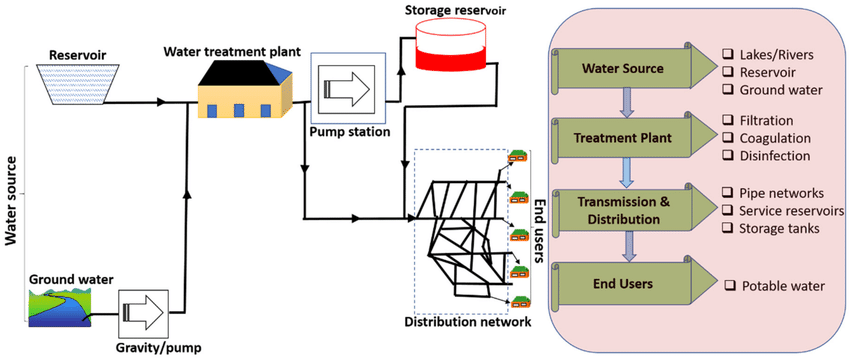 Storage reservoir
Reservoir
Water treatment plant
Pump station
Water source
Ground water
Gravity/pump
End users
Distribution network
Water Source
❑ Lakes/Rivers
❑ Reservoir
❑ Ground water
Treatment Plant
❑ Filtration
❑ Coagulation
❑ Disinfection
Transmission &
Distribution
❑ Pipe networks
❑ Service reservoirs
❑ Storage tanks
End Users
❑ Potable water